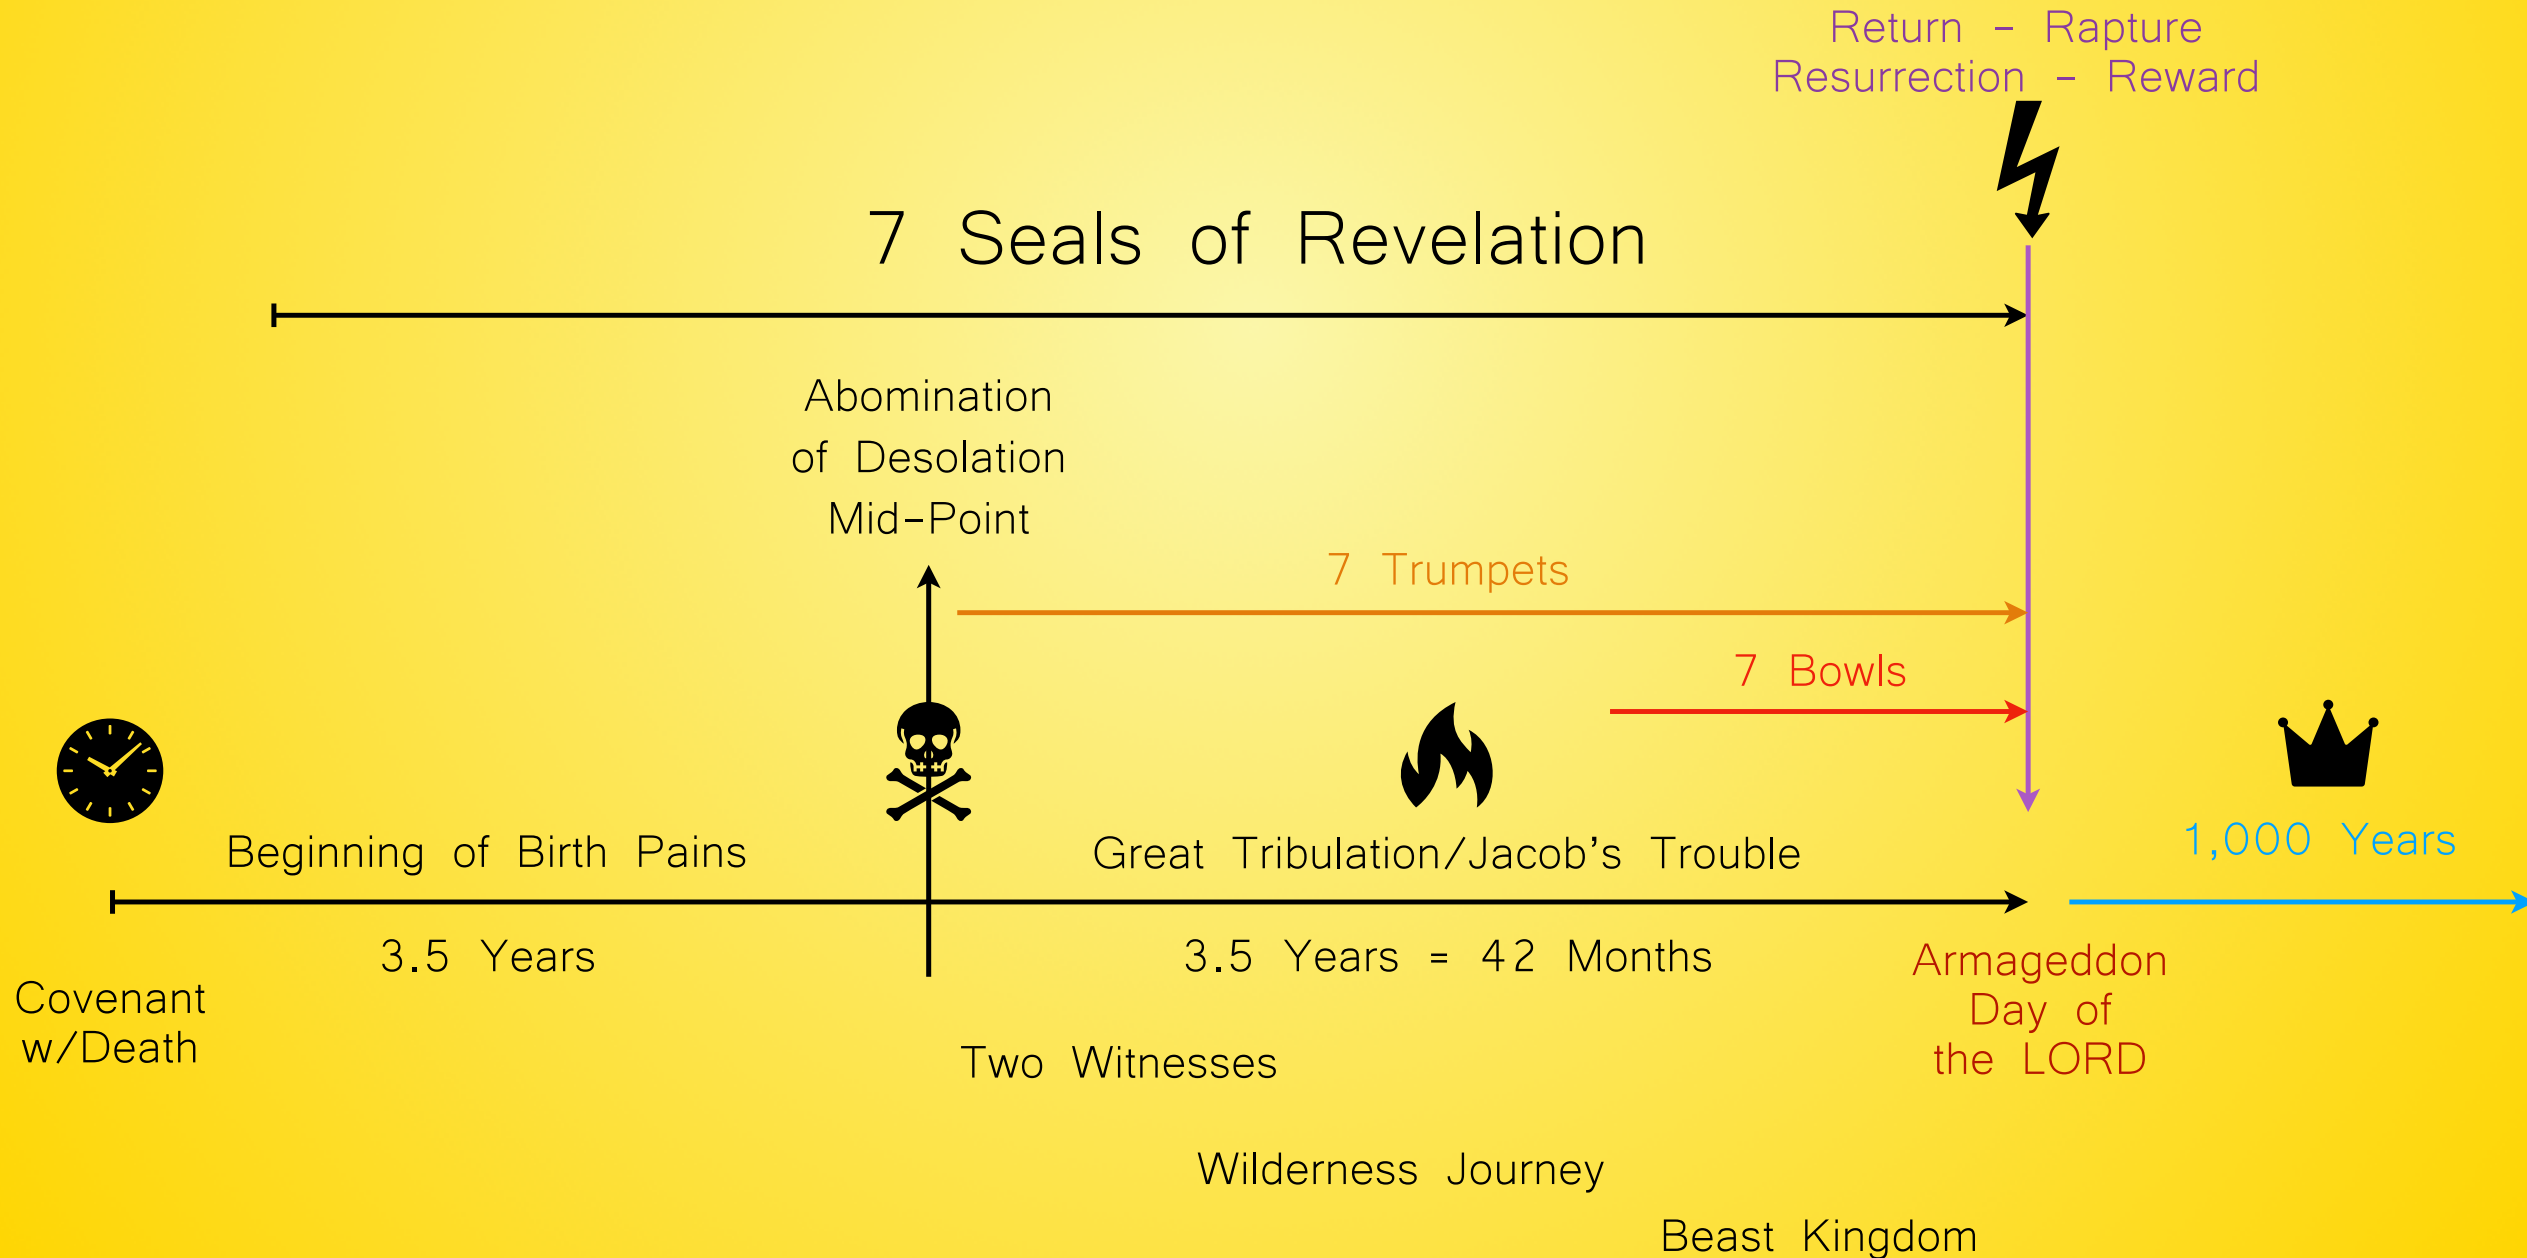 Return - Rapture
Resurrection - Reward
7 Seals of Revelation
Abomination
of Desolation
Mid-Point
7 Trumpets
7 Bowls
Beginning of Birth Pains
Great Tribulation/Jacob's Trouble
1,000 Years
3.5 Years
3.5 Years = 42 Months
Covenant
w/Death
Armageddon
Day of
the LORD
Two Witnesses
Wilderness Journey
Beast Kingdom